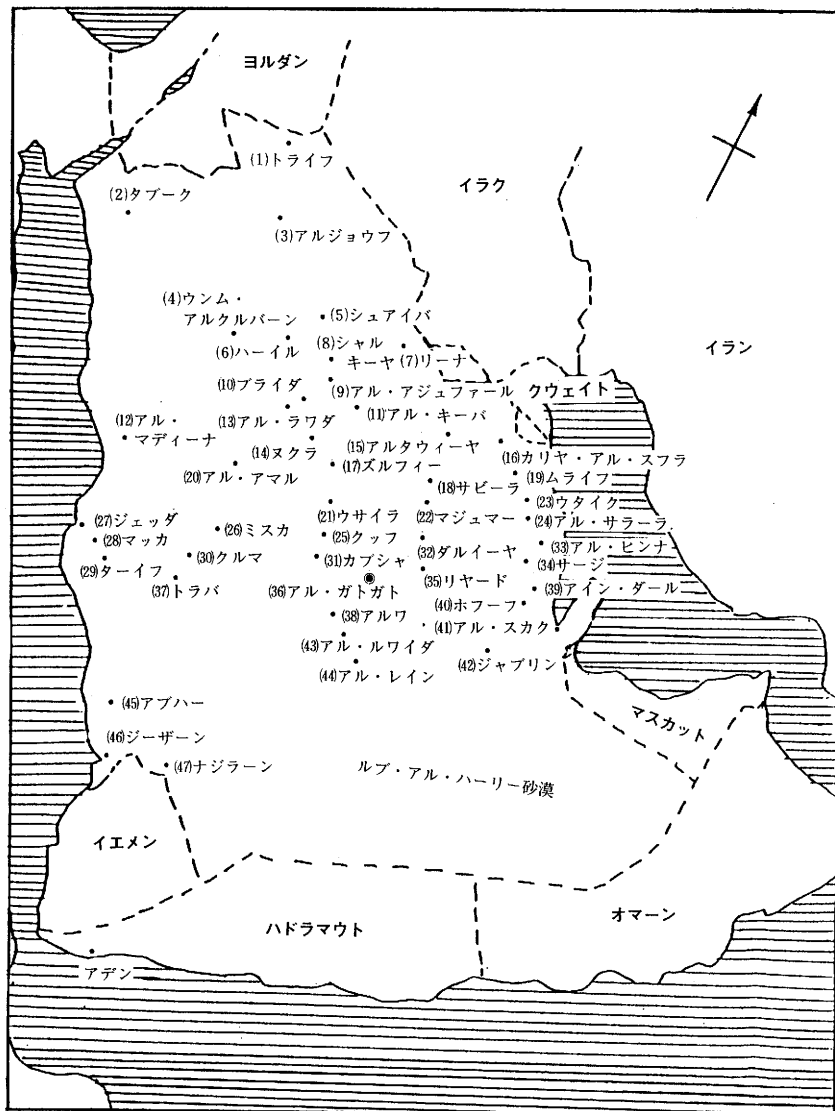 ヨルダン
(1)トライフ
イラク
(2)タブーク
(3)アルジョウフ
(4)ウンム・
アルクルバーン
(5)シュアイバ
イラン
(6)ハーイル
(8)シャル
キーヤ
(7)リーナ
(10)ブライダ
(9)アル・アジュファール
クウェイト
(11)アル・キーバ
(12)アル・
マディーナ
(13)アル・ラワダ
(14)ヌクラ
(15)アルタウィーヤ
(16)カリヤ・アル・スフラ
(17)ズルフィー
(20)アル・アマル
(18)サビーラ
(19)ムライフ
(23)ウタイク
(21)ウサイラ
(22)マジュマー
(24)アル・サラーラ
(27)ジェッダ
(26)ミスカ
(25)クッフ
(28)マッカ
(30)クルマ
(31)カブシャ
(32)ダルイーヤ
(33)アル・ヒンナ
(29)ターイフ
(34)サージ
(37)トラバ
(36)アル・ガトガト
(35)リヤード
(39)アイン・ダール
(38)アルワ
(40)ホフーフ
(41)アル・スカク
(43)アル・ルワイダ
(42)ジャブリン
(44)アル・レイン
(45)アブハー
マスカット
(46)ジーザーン
(47)ナジラーン
ルブ・アル・ハーリー砂漠
イエメン
ハドラマウト
オマーン
アデン